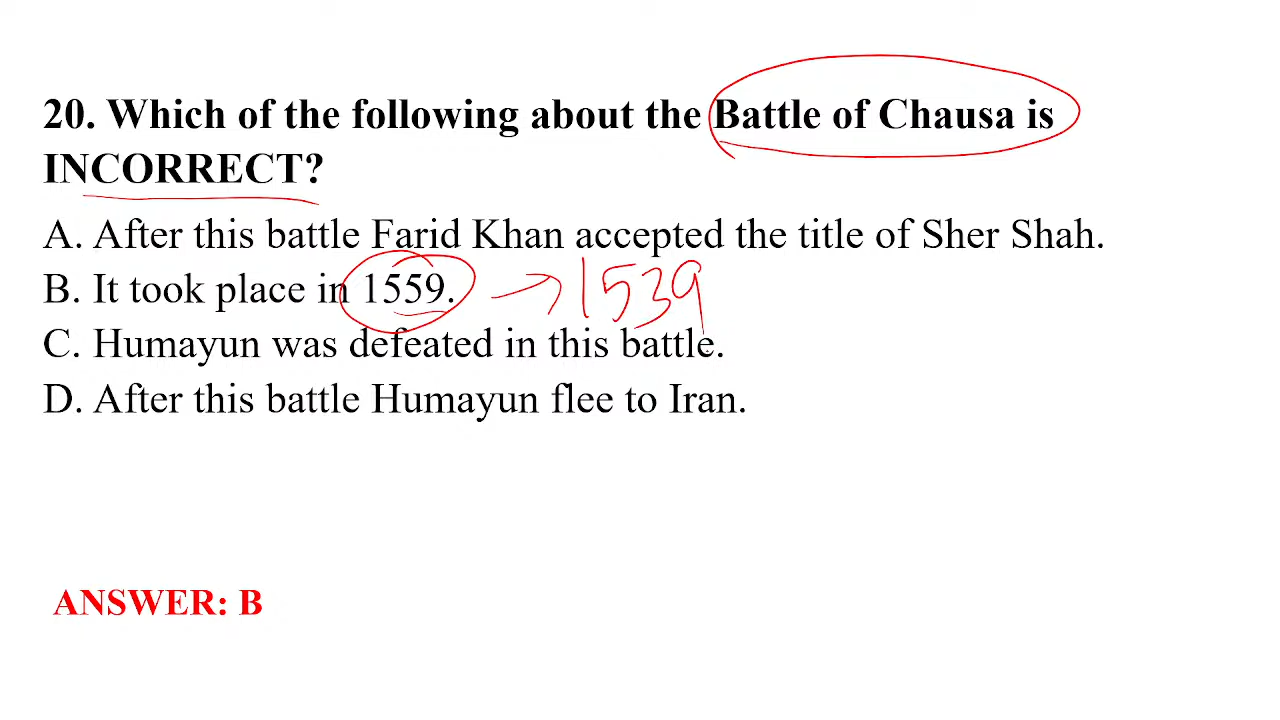 20. Which of the following about the Battle of Chausa is
INCORRECT?
A. After this battle Farid Khan accepted the title of Sher Shah.
B. It took place in 1559. → 1539
C. Humayun was defeated in this battle.
D. After this battle Humayun flee to Iran.
ANSWER: B